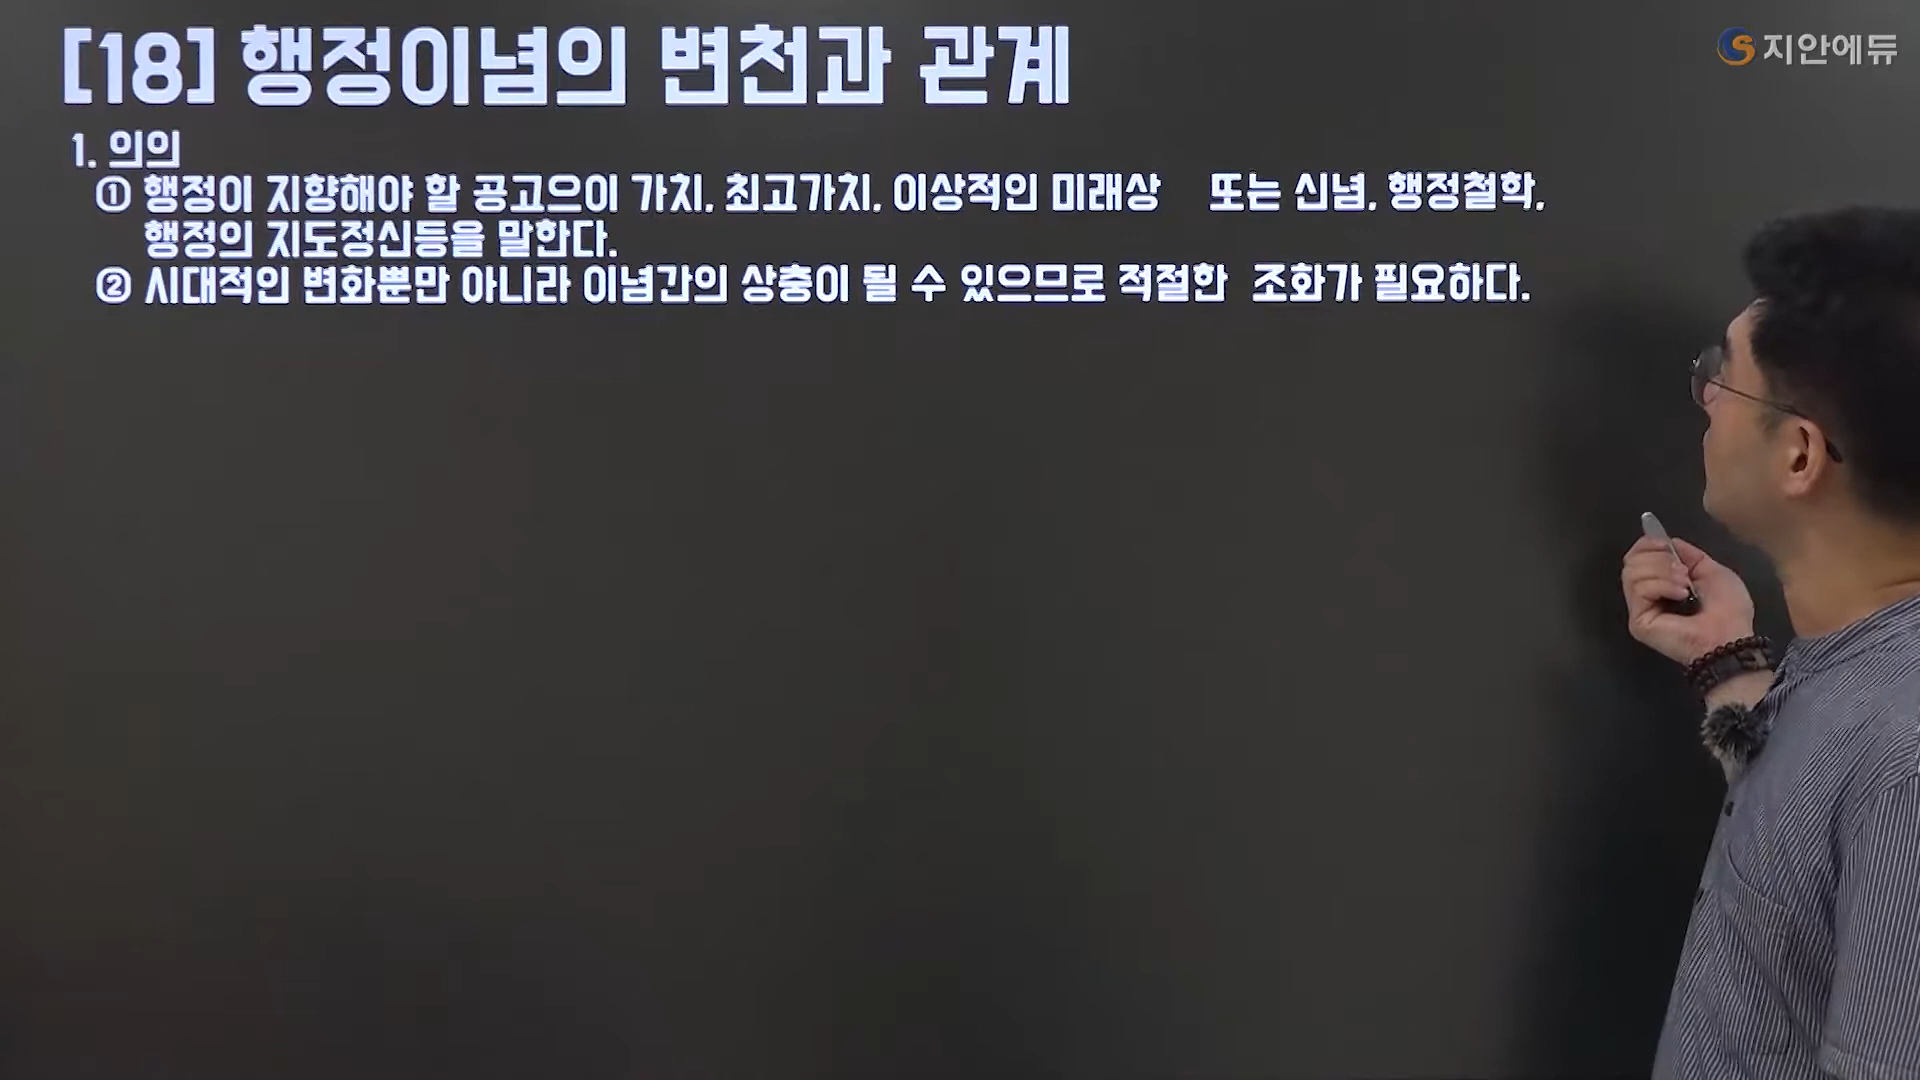 [18] 행정이념의 변천과 관계
지안에듀
1. 의의
① 행정이 지향해야 할 공고으이 가치, 최고가치, 이상적인 미래상 또는 신념, 행정철학,
행정의 지도정신등을 말한다.
② 시대적인 변화뿐만 아니라 이념간의 상충이 될 수 있으므로 적절한 조화가 필요하다.